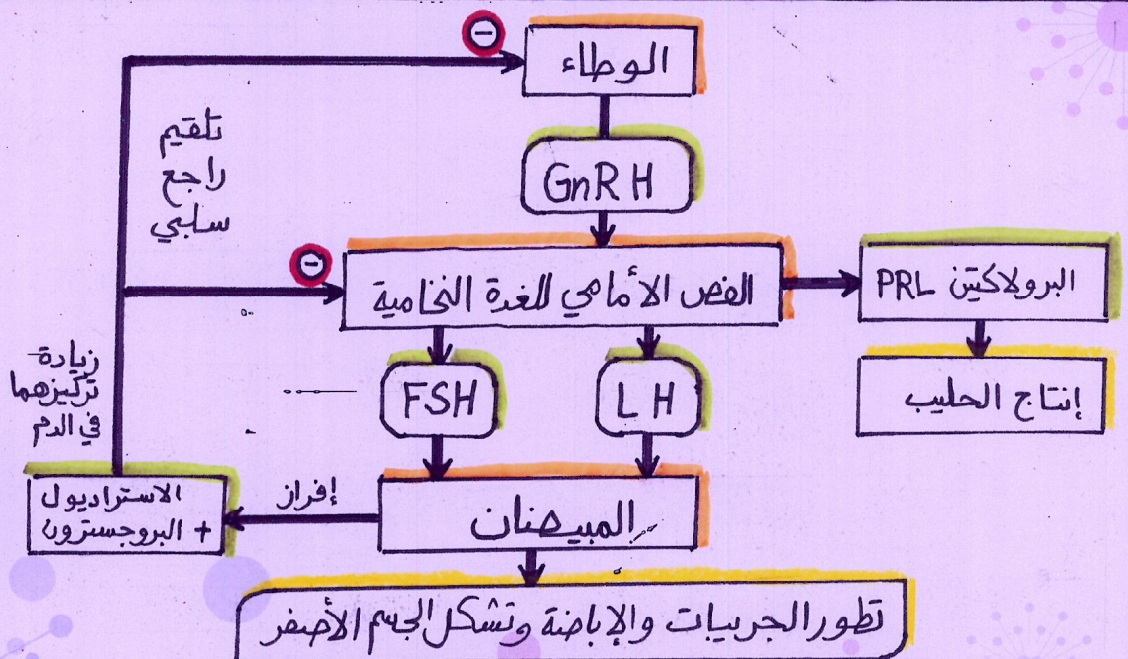 الوطاء
تلقيم
راجع
سلبي
GnRH
الفص الأمامي للغدة النخامية
البرولاكتين PRL
زيادة
تركيزهما
في الدم
FSH
LH
إنتاج الحليب
الاستراديول
+ البروجسترون
إفراز
المبيضان
تطور الجريبات والإباضة وتشكل الجسم الأصفر